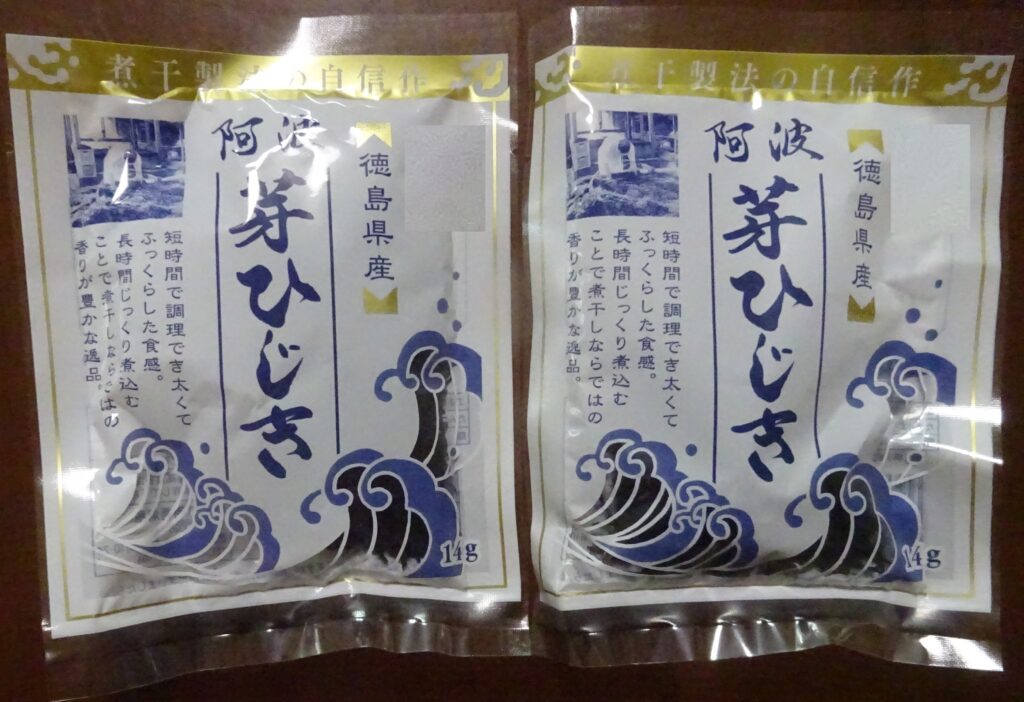 煮干製法の自信作
徳島県産
阿波
芽ひじき
短時間で調理でき太くて
ふっくらした食感。
長時間じっくり煮込む
ことで煮干しならではの
香りが豊かな逸品。
14g
煮干製法の自信作
徳島県産
阿波
芽ひじき
短時間で調理でき太くて
ふっくらした食感。
長時間じっくり煮込む
ことで煮干しならではの
香りが豊かな逸品。
14g